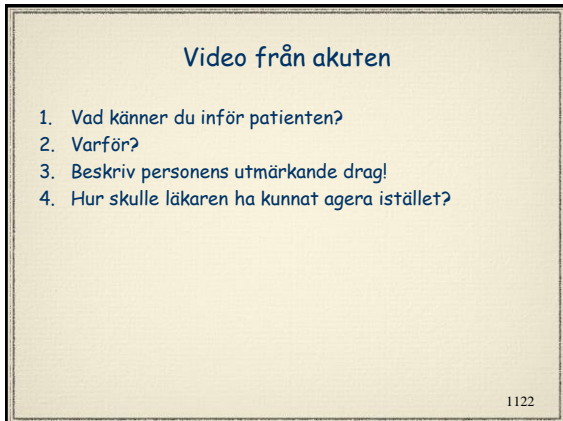 Video från akuten
1. Vad känner du inför patienten?
2. Varför?
3. Beskriv personens utmärkande drag!
4. Hur skulle läkaren ha kunnat agera istället?
1122